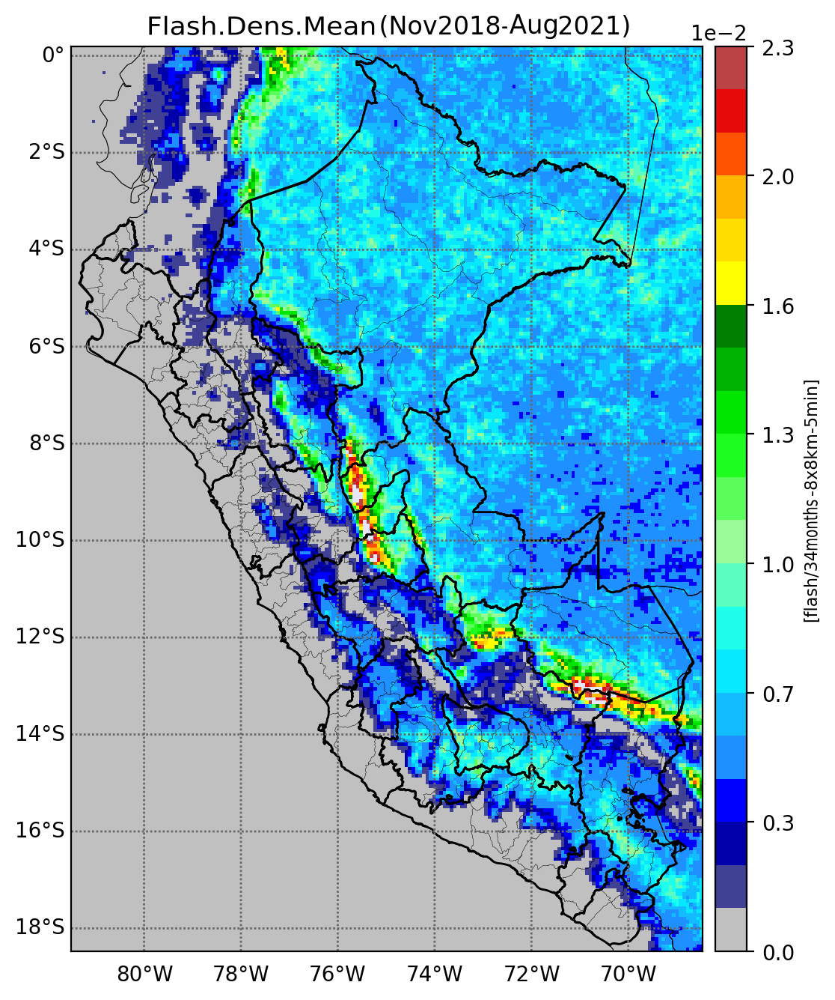 Flash.Dens.Mean(Nov2018-Aug2021)
1e−2
0°
2°S
4°S
6°S
8°S
10°S
12°S
14°S
16°S
18°S
80°W
78°W
76°W
74°W
72°W
70°W
2.3
2.0
1.6
1.3
1.0
0.7
0.3
0.0
[flash/34months -8x8km-5min]